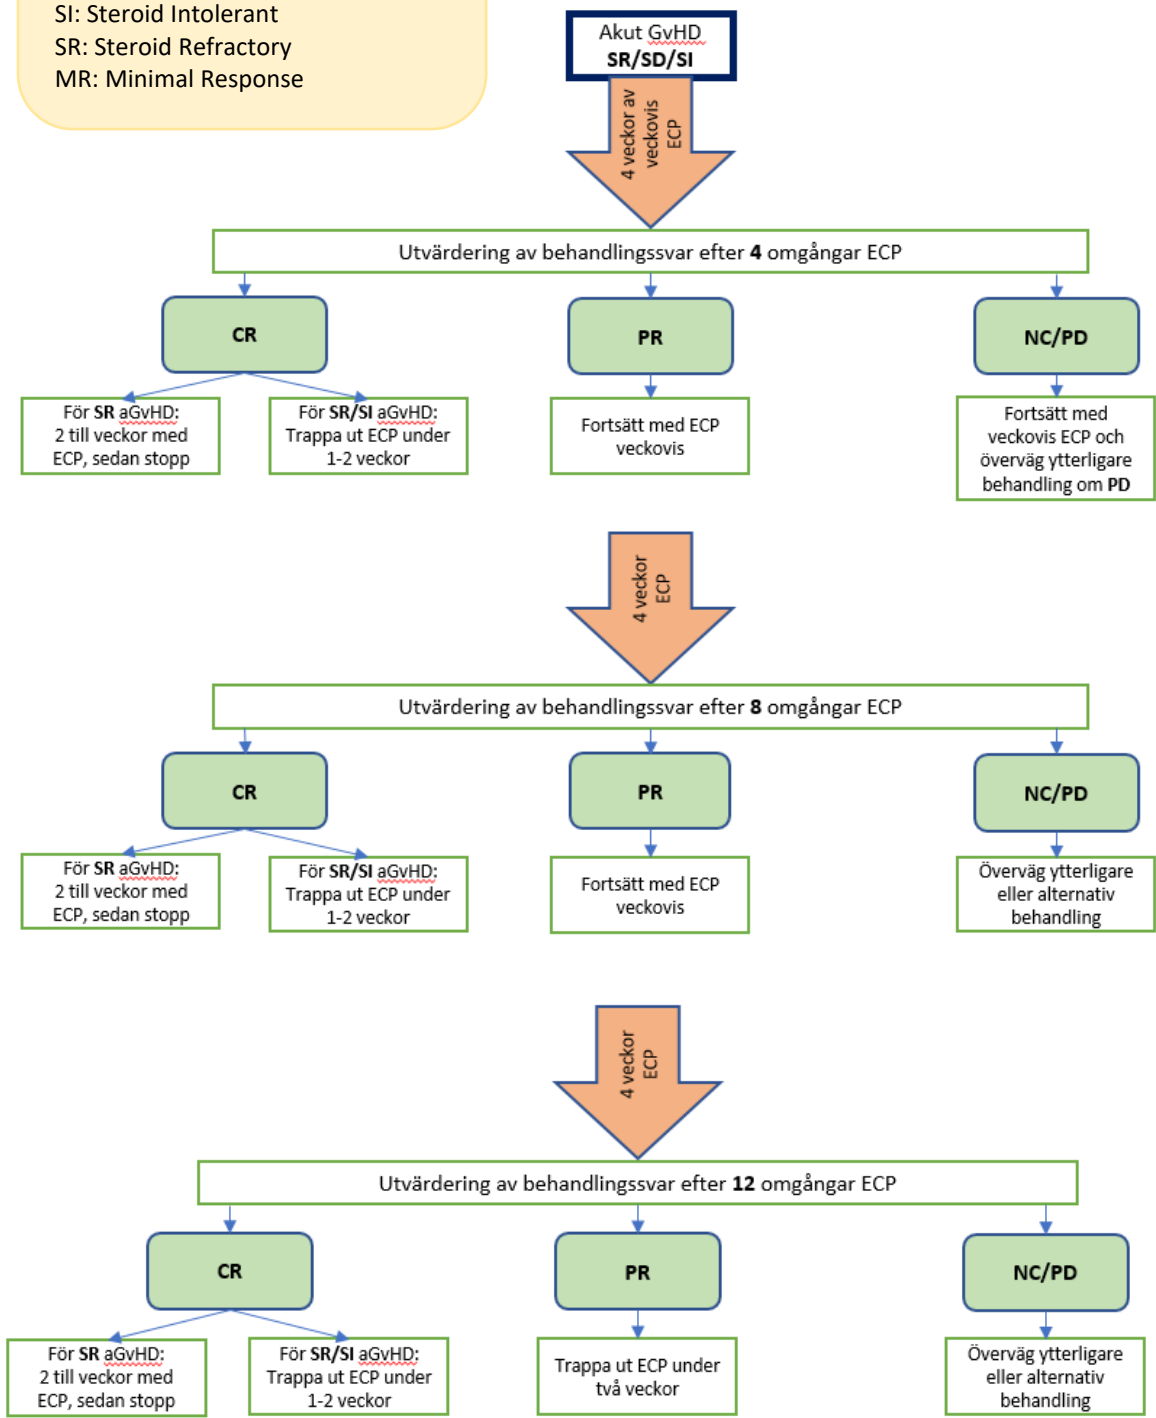 SI: Steroid Intolerant
SR: Steroid Refractory
MR: Minimal Response
Akut GvHD
SR/SD/SI
4 veckor av
veckovis
ECP
Utvärdering av behandlingssvar efter 4 omgångar ECP
CR
PR
NC/PD
För SR aGvHD:
2 till veckor med
ECP, sedan stopp
För SR/SI aGvHD:
Trappa ut ECP under
1-2 veckor
Fortsätt med ECP
veckovis
Fortsätt med
veckovis ECP och
överväg ytterligare
behandling om PD
4 veckor
ECP
Utvärdering av behandlingssvar efter 8 omgångar ECP
CR
PR
NC/PD
För SR aGvHD:
2 till veckor med
ECP, sedan stopp
För SR/SI aGvHD:
Trappa ut ECP under
1-2 veckor
Fortsätt med ECP
veckovis
Överväg ytterligare
eller alternativ
behandling
4 veckor
ECP
Utvärdering av behandlingssvar efter 12 omgångar ECP
CR
PR
NC/PD
För SR aGvHD:
2 till veckor med
ECP, sedan stopp
För SR/SI aGvHD:
Trappa ut ECP under
1-2 veckor
Trappa ut ECP under
två veckor
Överväg ytterligare
eller alternativ
behandling